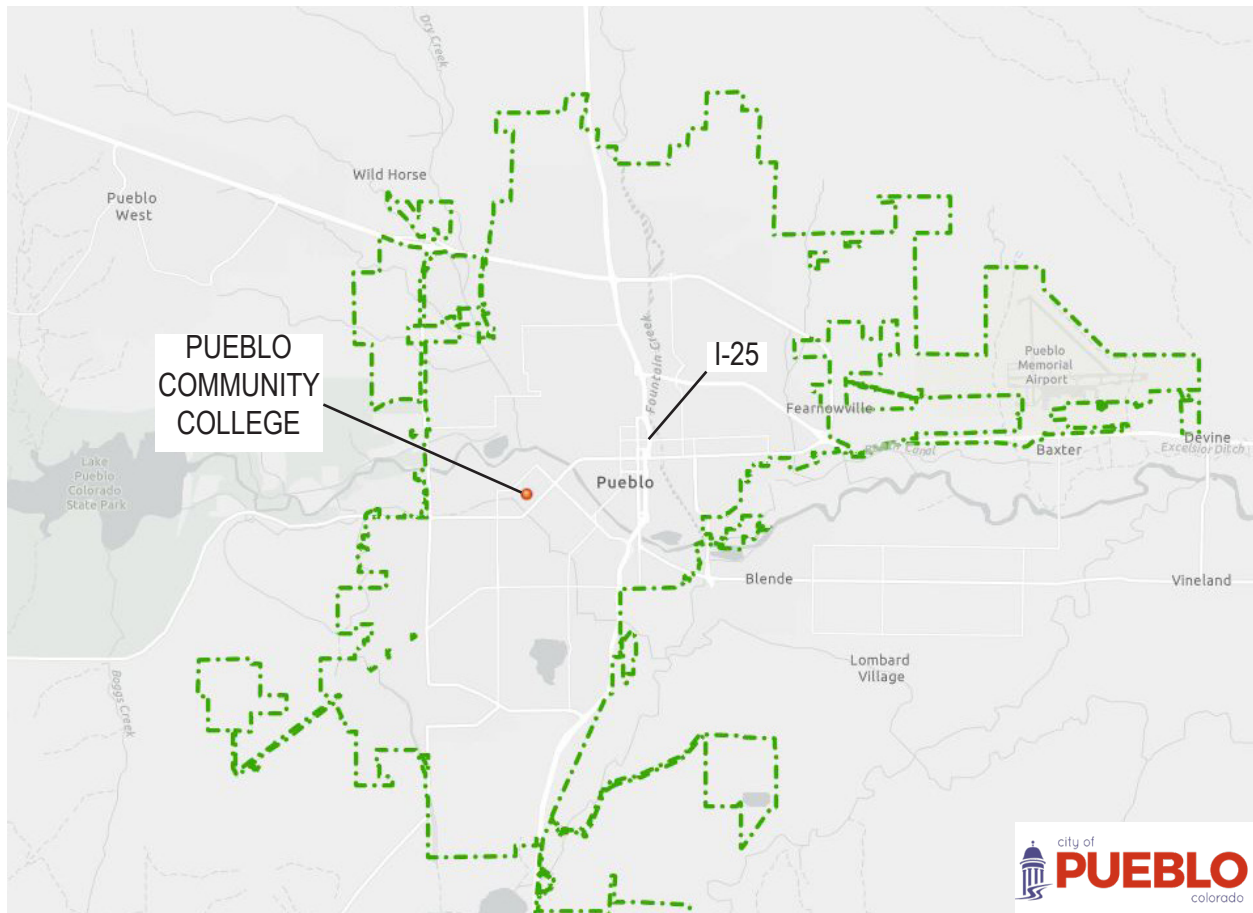 Dry Creek
Wild Horse
Pueblo
West
PUEBLO
COMMUNITY
COLLEGE
I-25
Fountain Creek
Pueblo
Memorial
Airport
Fearnowville
Devine
Baxter
Excelsior Ditch
Lake
Pueblo
Colorado
State Park
Pueblo
Blende
Vineland
Lombard
Village
Boggs Creek
city of
PUEBLO
colorado